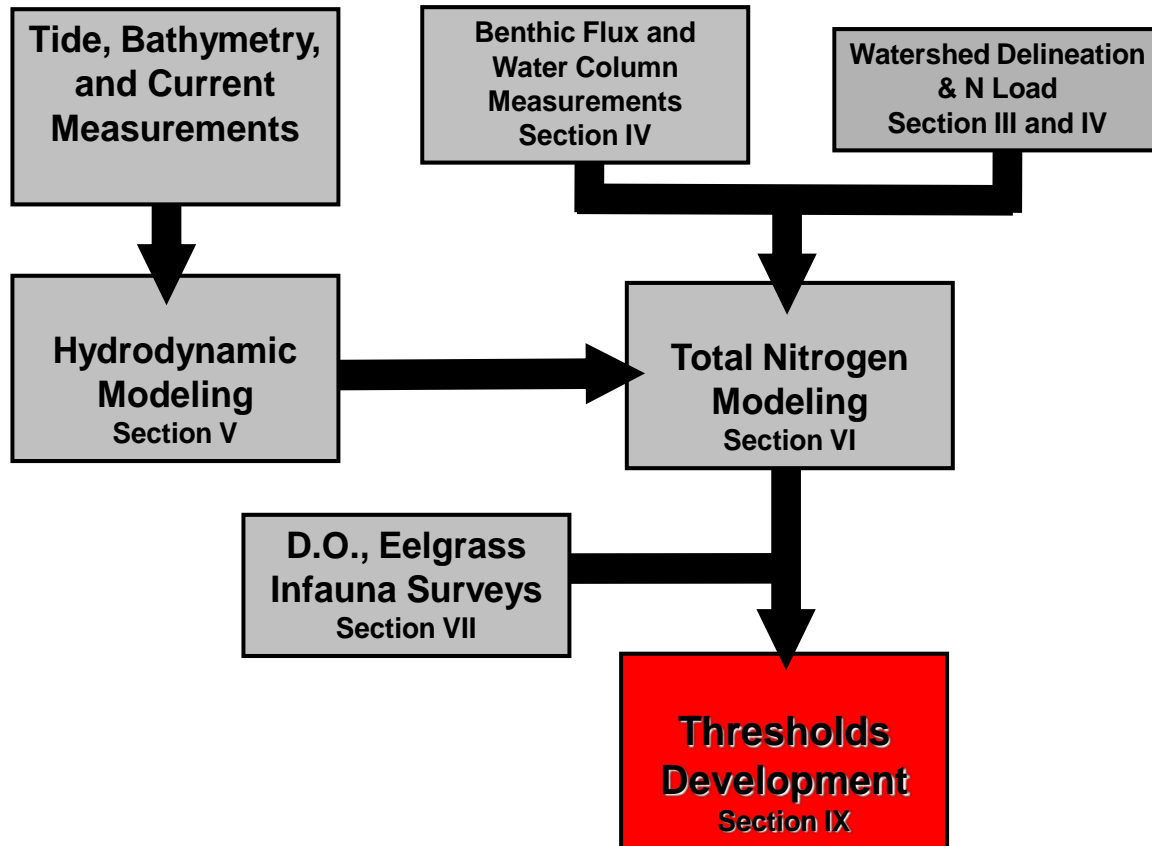 Tide, Bathymetry,
and Current
Measurements
Benthic Flux and
Water Column
Measurements
Section IV
Watershed Delineation
& N Load
Section III and IV
Hydrodynamic
Modeling
Section V
Total Nitrogen
Modeling
Section VI
D.O., Eelgrass
Infauna Surveys
Section VII
Thresholds
Development
Section IX